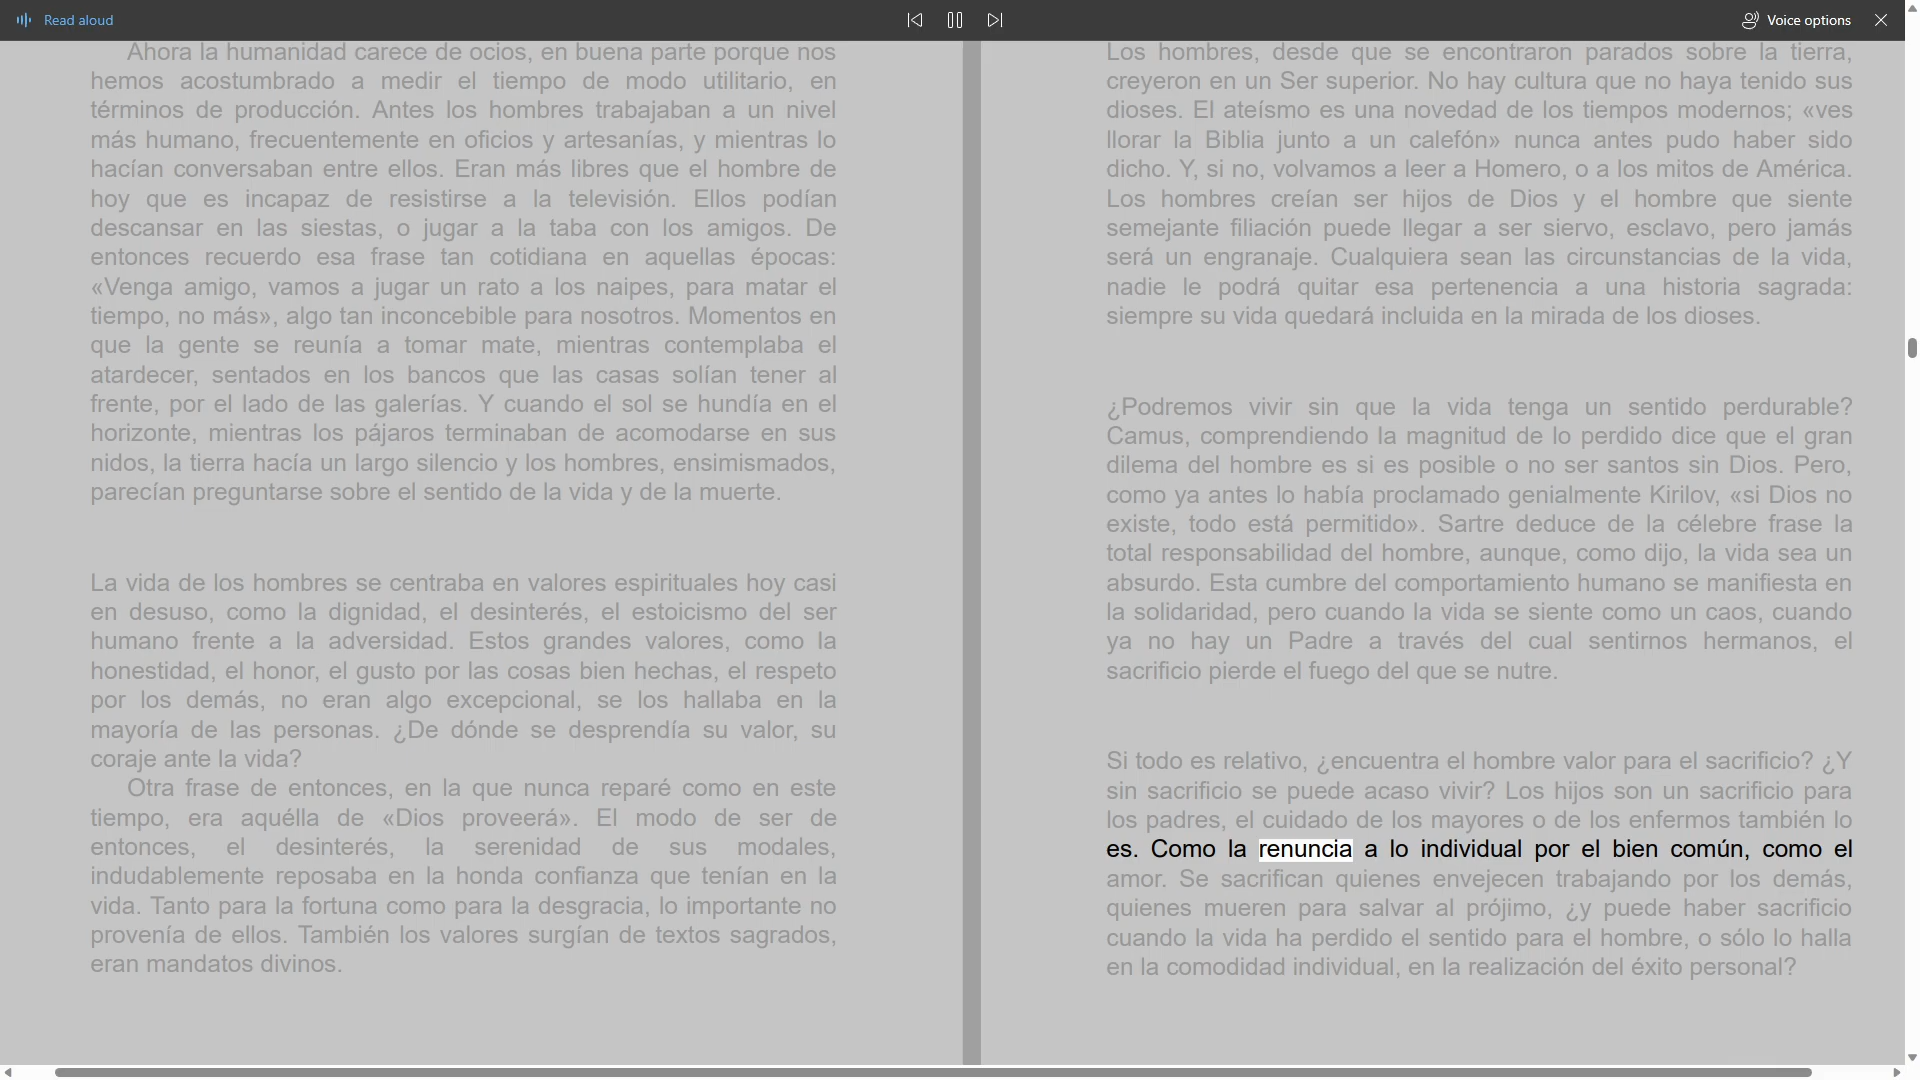 Read aloud
Voice options
Ahora la humanidad carece de ocios, en buena parte porque nos
hemos acostumbrado a medir el tiempo de modo utilitario, en
términos de producción. Antes los hombres trabajaban a un nivel
más humano, frecuentemente en oficios y artesanías, y mientras lo
hacían conversaban entre ellos. Eran más libres que el hombre de
hoy que es incapaz de resistirse a la televisión. Ellos podían
descansar en las siestas, o jugar a la taba con los amigos. De
entonces recuerdo esa frase tan cotidiana en aquellas épocas:
«Venga amigo, vamos a jugar un rato a los naipes, para matar el
tiempo, no más», algo tan inconcebible para nosotros. Momentos en
que la gente se reunía a tomar mate, mientras contemplaba el
atardecer, sentados en los bancos que las casas solían tener al
frente, por el lado de las galerías. Y cuando el sol se hundía en el
horizonte, mientras los pájaros terminaban de acomodarse en sus
nidos, la tierra hacía un largo silencio y los hombres, ensimismados,
parecían preguntarse sobre el sentido de la vida y de la muerte.
La vida de los hombres se centraba en valores espirituales hoy casi
en desuso, como la dignidad, el desinterés, el estoicismo del ser
humano frente a la adversidad. Estos grandes valores, como la
honestidad, el honor, el gusto por las cosas bien hechas, el respeto
por los demás, no eran algo excepcional, se los hallaba en la
mayoría de las personas. ¿De dónde se desprendía su valor, su
coraje ante la vida?
Otra frase de entonces, en la que nunca reparé como en este
tiempo, era aquélla de «Dios proveerá». El modo de ser de
entonces, el desinterés, la serenidad de sus modales,
indudablemente reposaba en la honda confianza que tenían en la
vida. Tanto para la fortuna como para la desgracia, lo importante no
provenía de ellos. También los valores surgían de textos sagrados,
eran mandatos divinos.
Los hombres, desde que se encontraron parados sobre la tierra,
creyeron en un Ser superior. No hay cultura que no haya tenido sus
dioses. El ateísmo es una novedad de los tiempos modernos; «ves
llorar la Biblia junto a un calefón» nunca antes pudo haber sido
dicho. Y, si no, volvamos a leer a Homero, o a los mitos de América.
Los hombres creían ser hijos de Dios y el hombre que siente
semejante filiación puede llegar a ser siervo, esclavo, pero jamás
será un engranaje. Cualquiera sean las circunstancias de la vida,
nadie le podrá quitar esa pertenencia a una historia sagrada:
siempre su vida quedará incluida en la mirada de los dioses.
¿Podremos vivir sin que la vida tenga un sentido perdurable?
Camus, comprendiendo la magnitud de lo perdido dice que el gran
dilema del hombre es si es posible o no ser santos sin Dios. Pero,
como ya antes lo había proclamado genialmente Kirilov, «si Dios no
existe, todo está permitido». Sartre deduce de la célebre frase la
total responsabilidad del hombre, aunque, como dijo, la vida sea un
absurdo. Esta cumbre del comportamiento humano se manifiesta en
la solidaridad, pero cuando la vida se siente como un caos, cuando
ya no hay un Padre a través del cual sentirnos hermanos, el
sacrificio pierde el fuego del que se nutre.
Si todo es relativo, ¿encuentra el hombre valor para el sacrificio? ¿Y
sin sacrificio se puede acaso vivir? Los hijos son un sacrificio para
los padres, el cuidado de los mayores o de los enfermos también lo
es. Como la renuncia a lo individual por el bien común, como el
amor. Se sacrifican quienes envejecen trabajando por los demás,
quienes mueren para salvar al prójimo, ¿y puede haber sacrificio
cuando la vida ha perdido el sentido para el hombre, o sólo lo halla
en la comodidad individual, en la realización del éxito personal?